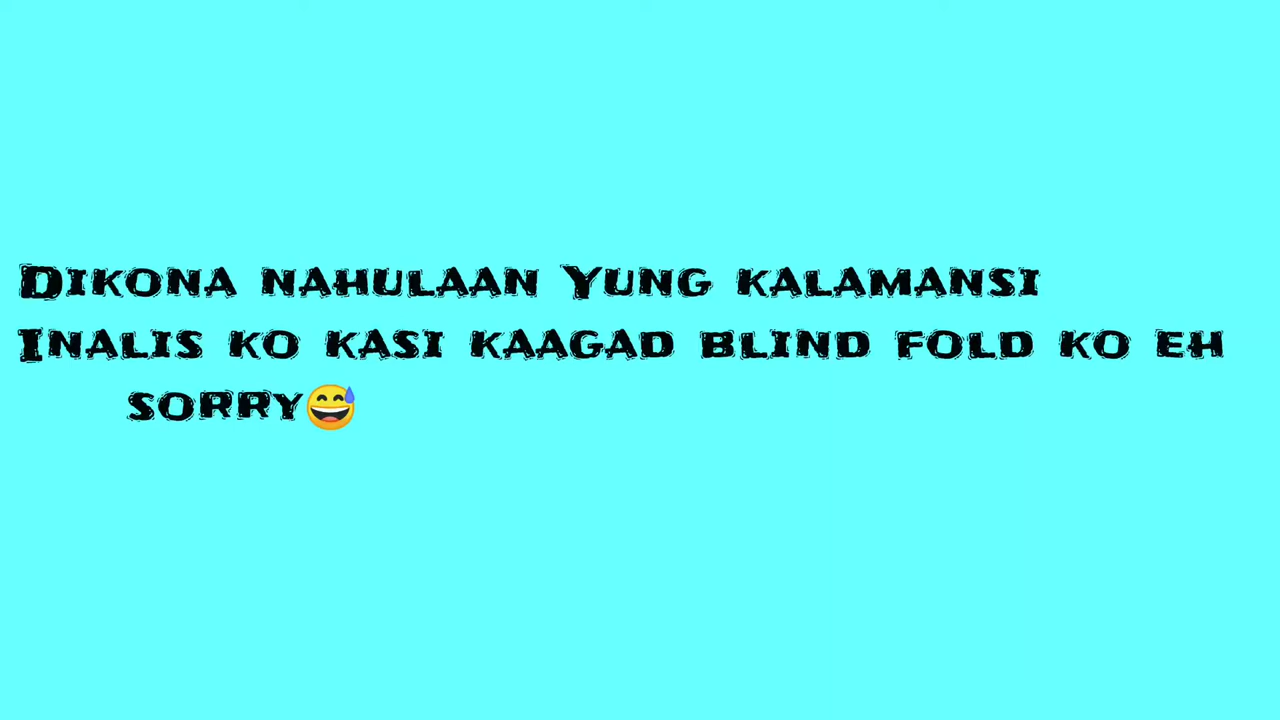 Dikona nahulaan Yung kalamansi
Inalis ko kasi kaagad blind fold ko eh
sorry😅